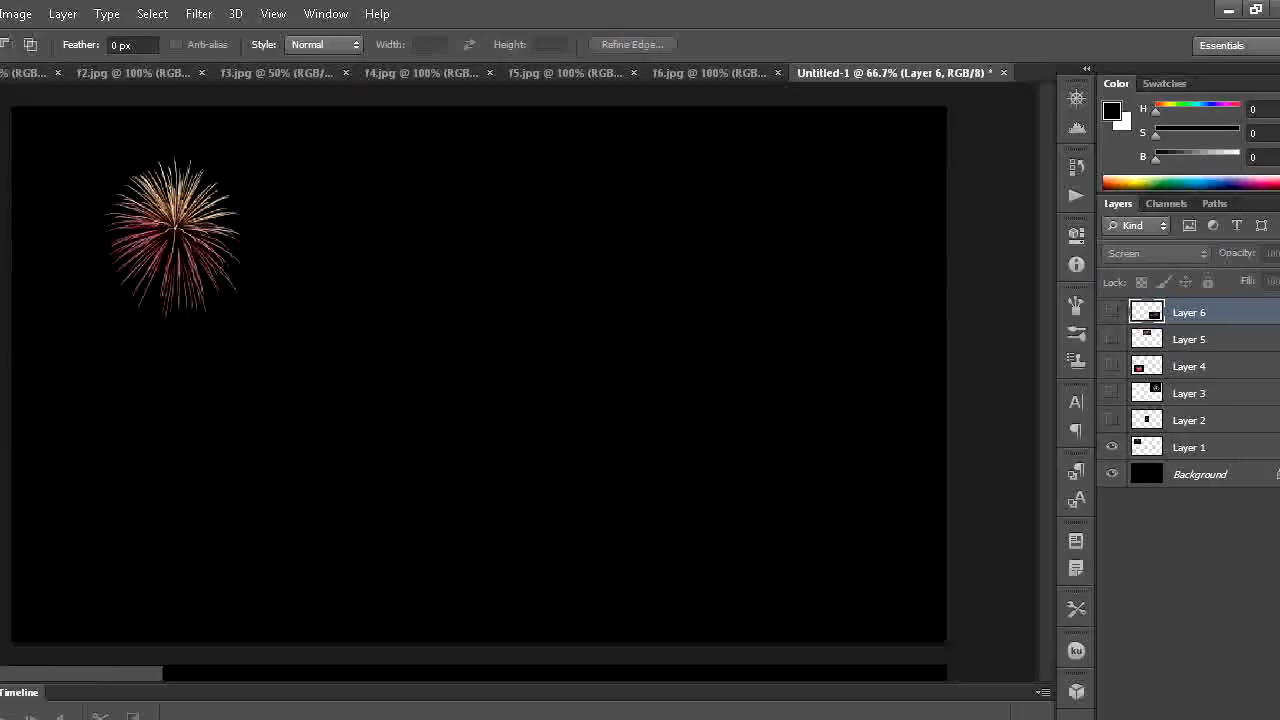 Image Layer Type Select Filter 3D View Window Help
Feather: 0 px Anti-alias Style: Normal Width: Height: Refine Edge... Essentials
% (RGB... × f2.jpg @ 100% (RGB... × f3.jpg @ 50% (RGB/... × f4.jpg @ 100% (RGB... × f5.jpg @ 100% (RGB... × f6.jpg @ 100% (RGB... × Untitled-1 @ 66.7% (Layer 6, RGB/8) * ×
Color Swatches
H 0
S 0
B 0
Layers Channels Paths
Kind T
Screen Opacity: 100
Lock: Fill: 100
Layer 6
Layer 5
Layer 4
Layer 3
Layer 2
Layer 1
Background
A
A
ku
Timeline